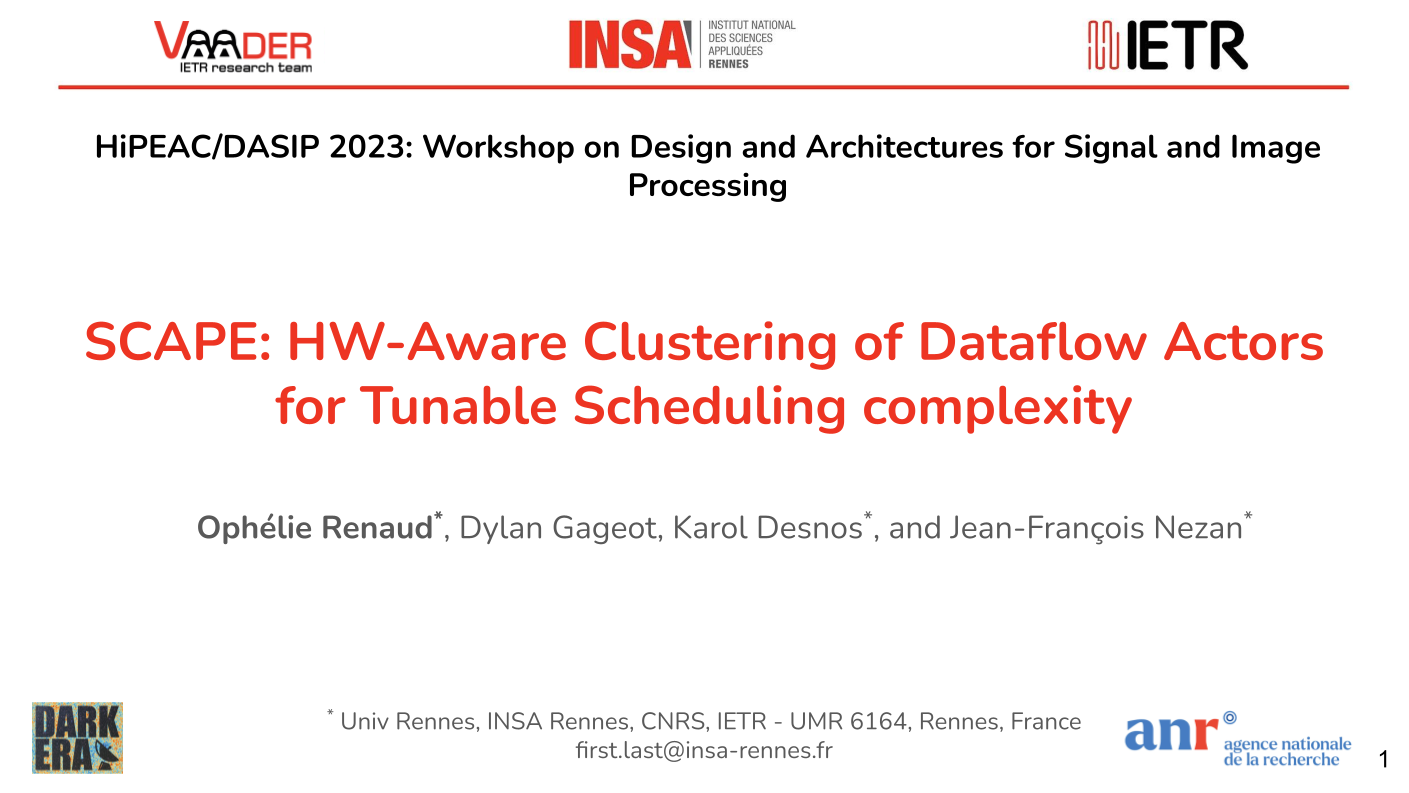 VAADER
IETR research team
INSA
INSTITUT NATIONAL
DES SCIENCES
APPLIQUÉES
RENNES
IETR
HiPEAC/DASIP 2023: Workshop on Design and Architectures for Signal and Image
Processing
SCAPE: HW-Aware Clustering of Dataflow Actors
for Tunable Scheduling complexity
Ophélie Renaud*, Dylan Gageot, Karol Desnos*, and Jean-François Nezan*
DARK
ERA
* Univ Rennes, INSA Rennes, CNRS, IETR - UMR 6164, Rennes, France
first.last@insa-rennes.fr
anr
agence nationale
de la recherche
1